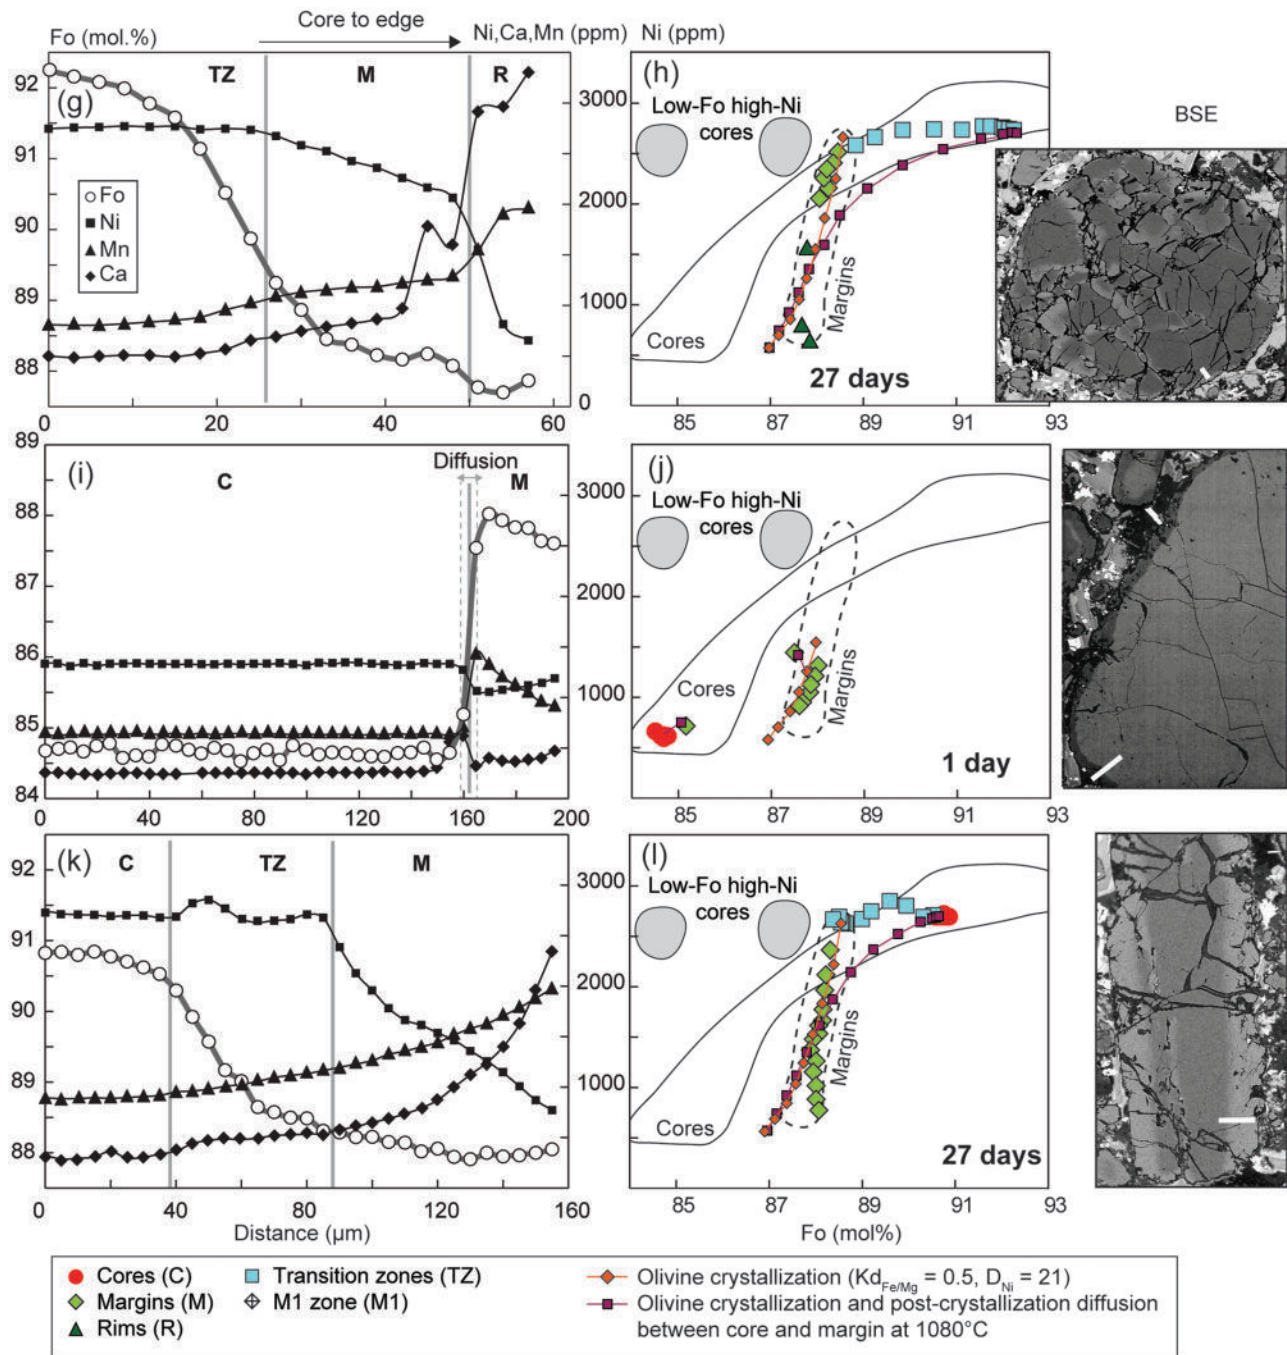 Fo (mol.%)
Core to edge
Ni,Ca,Mn (ppm)
Ni (ppm)
BSE
(g)
TZ
M
R
92
91
90
89
88
3000
2000
1000
0
Fo
Ni
Mn
Ca
0
20
40
60
(h)
Low-Fo high-Ni
cores
Cores
Margins
27 days
85
87
89
91
93
(i)
C
Diffusion
M
89
88
87
86
85
84
3000
2000
1000
0
40
80
120
160
200
(j)
Low-Fo high-Ni
cores
Cores
Margins
1 day
85
87
89
91
93
(k)
C
TZ
M
92
91
90
89
88
3000
2000
1000
0
40
80
120
160
Distance (µm)
(l)
Low-Fo high-Ni
cores
Cores
Margins
27 days
85
87
89
91
93
Fo (mol%)
Cores (C)
Margins (M)
Rims (R)
Transition zones (TZ)
M1 zone (M1)
Olivine crystallization (Kd Fe/Mg = 0.5, D Ni = 21)
Olivine crystallization and post-crystallization diffusion
between core and margin at 1080°C